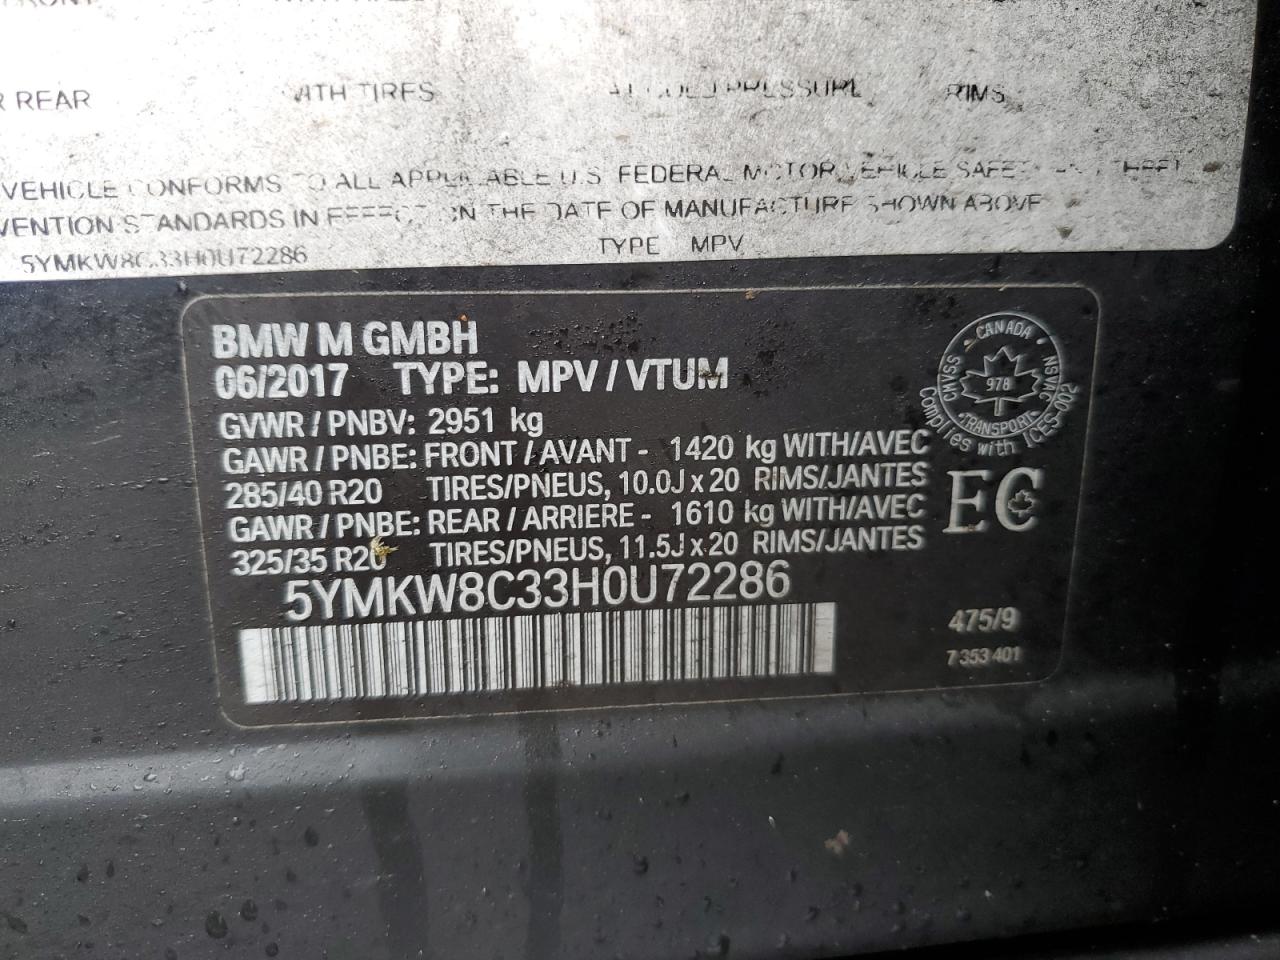 R REAR WITH TIRES AT COLD PRESSURE RIMS
VEHICLE CONFORMS TO ALL APPLICABLE U.S. FEDERAL MOTOR VEHICLE SAFETY THEFT
VENTION STANDARDS IN EFFECT ON THE DATE OF MANUFACTURE SHOWN ABOVE
5YMKW8C33H0U72286 TYPE MPV
BMW M GMBH
06/2017 TYPE: MPV / VTUM
GVWR / PNBV: 2951 kg
GAWR / PNBE: FRONT / AVANT - 1420 kg WITH/AVEC
285/40 R20 TIRES/PNEUS, 10.0J x 20 RIMS/JANTES
GAWR / PNBE: REAR / ARRIERE - 1610 kg WITH/AVEC
325/35 R20 TIRES/PNEUS, 11.5J x 20 RIMS/JANTES
5YMKW8C33H0U72286
CANADA
CMVSS NSVAC
978
TRANSPORT
Complies with ICES-002
EC
475/9
7 353 401